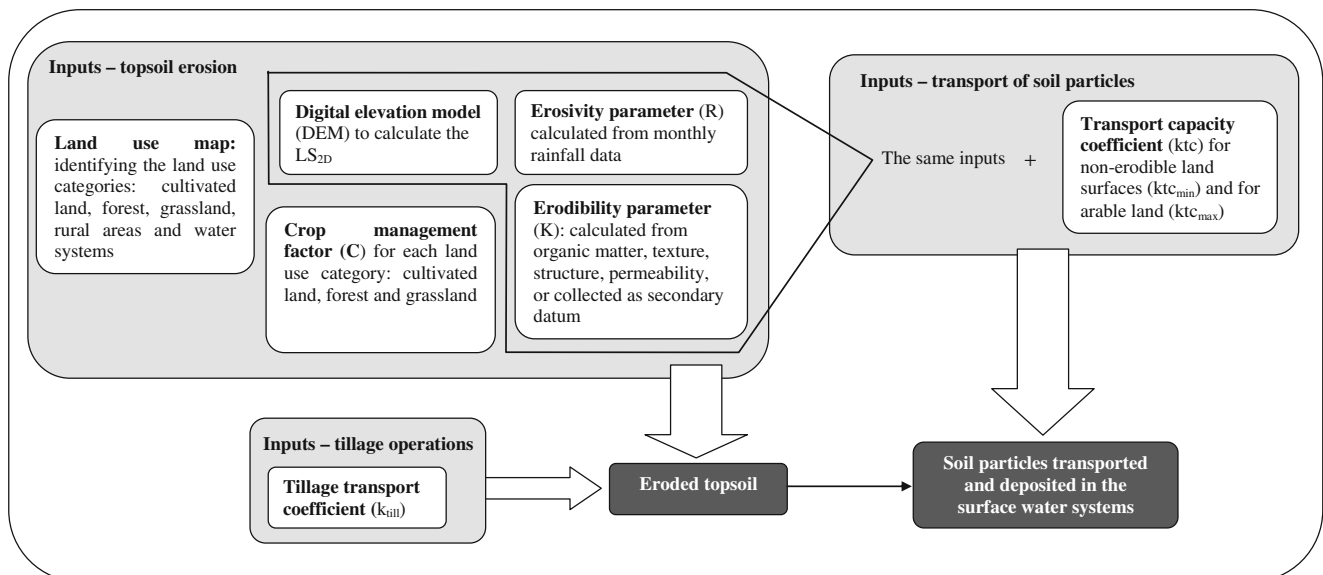 Inputs – topsoil erosion
Land use map:
identifying the land use
categories: cultivated
land, forest, grassland,
rural areas and water
systems
Digital elevation model
(DEM) to calculate the
LS2D
Erosivity parameter (R)
calculated from monthly
rainfall data
Crop management
factor (C) for each land
use category: cultivated
land, forest and grassland
Erodibility parameter
(K): calculated from
organic matter, texture,
structure, permeability,
or collected as secondary
datum
Inputs – transport of soil particles
The same inputs +
Transport capacity
coefficient (ktc) for
non-erodible land
surfaces (ktcmin) and for
arable land (ktcmax)
Inputs – tillage operations
Tillage transport
coefficient (ktill)
Eroded topsoil
Soil particles transported
and deposited in the
surface water systems